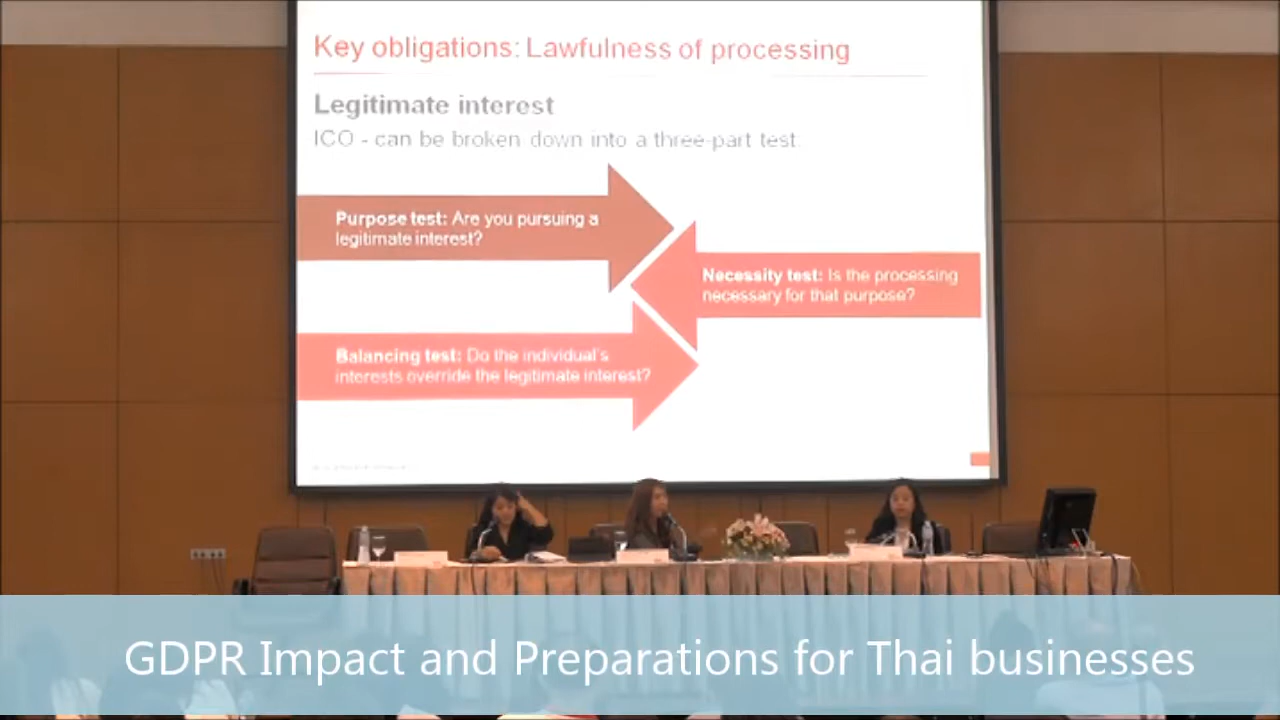 Key obligations: Lawfulness of processing
Legitimate interest
ICO - can be broken down into a three-part test
Purpose test: Are you pursuing a
legitimate interest?
Necessity test: Is the processing
necessary for that purpose?
Balancing test: Do the individual's
interests override the legitimate interest?
GDPR Impact and Preparations for Thai businesses